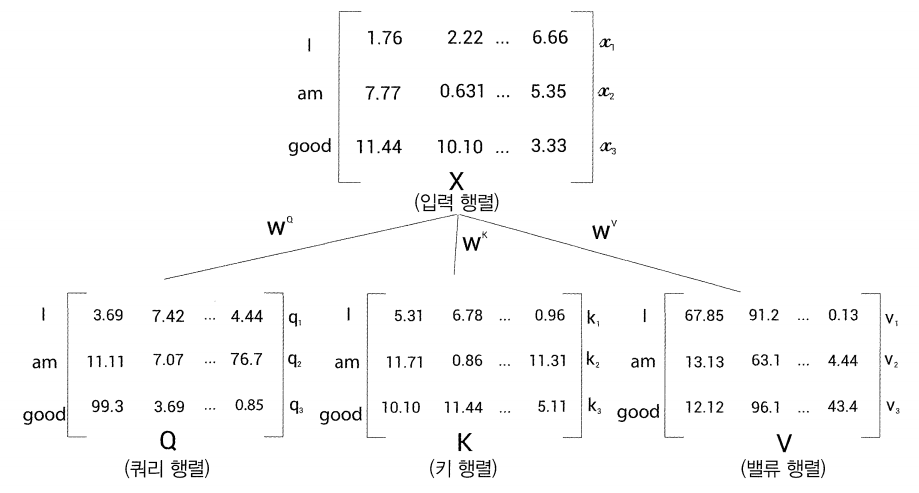 I 1.76 2.22 ... 6.66 x₁
am 7.77 0.631 ... 5.35 x₂
good 11.44 10.10 ... 3.33 x₃
X
(입력 행렬)
W^Q W^K W^V
I 3.69 7.42 ... 4.44 q₁
am 11.11 7.07 ... 76.7 q₂
good 99.3 3.69 ... 0.85 q₃
Q
(쿼리 행렬)
I 5.31 6.78 ... 0.96 k₁
am 11.71 0.86 ... 11.31 k₂
good 10.10 11.44 ... 5.11 k₃
K
(키 행렬)
I 67.85 91.2 ... 0.13 v₁
am 13.13 63.1 ... 4.44 v₂
good 12.12 96.1 ... 43.4 v₃
V
(밸류 행렬)